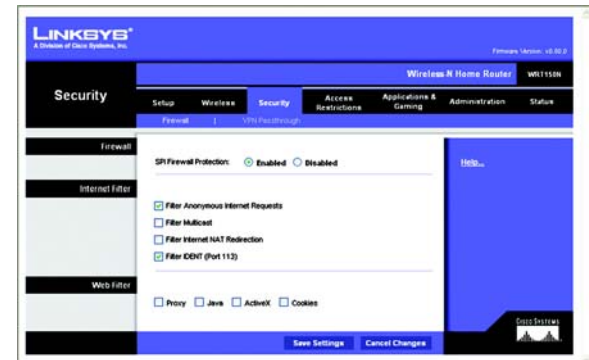 LINKSYS®
A Division of Cisco Systems, Inc.
Firmware Version: v0.00.0
Wireless-N Home Router WRT150N
Security
Setup Wireless Security Access Restrictions Applications & Gaming Administration Status
Firewall | VPN Passthrough
Firewall
SPI Firewall Protection: Enabled Disabled
Help...
Internet Filter
Filter Anonymous Internet Requests
Filter Multicast
Filter Internet NAT Redirection
Filter IDENT (Port 113)
Web Filter
Proxy Java ActiveX Cookies
Save Settings Cancel Changes
CISCO SYSTEMS